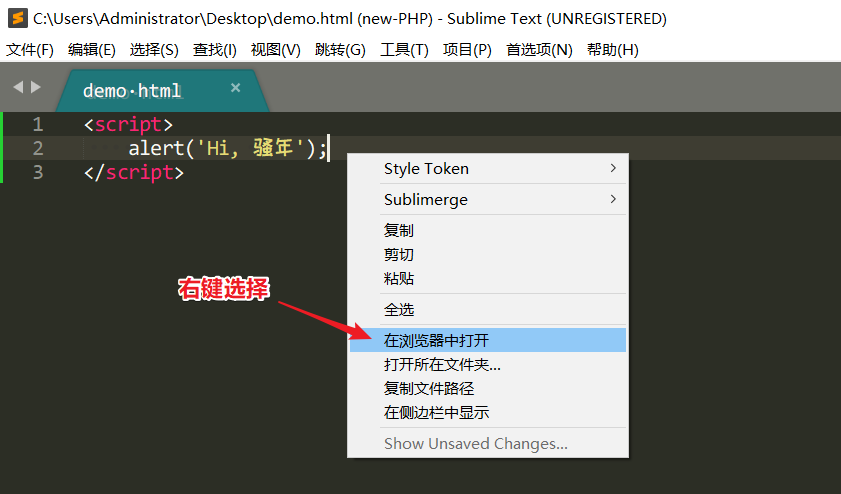 C:\Users\Administrator\Desktop\demo.html (new-PHP) - Sublime Text (UNREGISTERED)
文件(F) 编辑(E) 选择(S) 查找(I) 视图(V) 跳转(G) 工具(T) 项目(P) 首选项(N) 帮助(H)
demo.html ×
1 <script>
2 alert('Hi, 骚年');
3 </script>
Style Token >
Sublimerge >
复制
剪切
粘贴
全选
右键选择
在浏览器中打开
打开所在文件夹...
复制文件路径
在侧边栏中显示
Show Unsaved Changes...